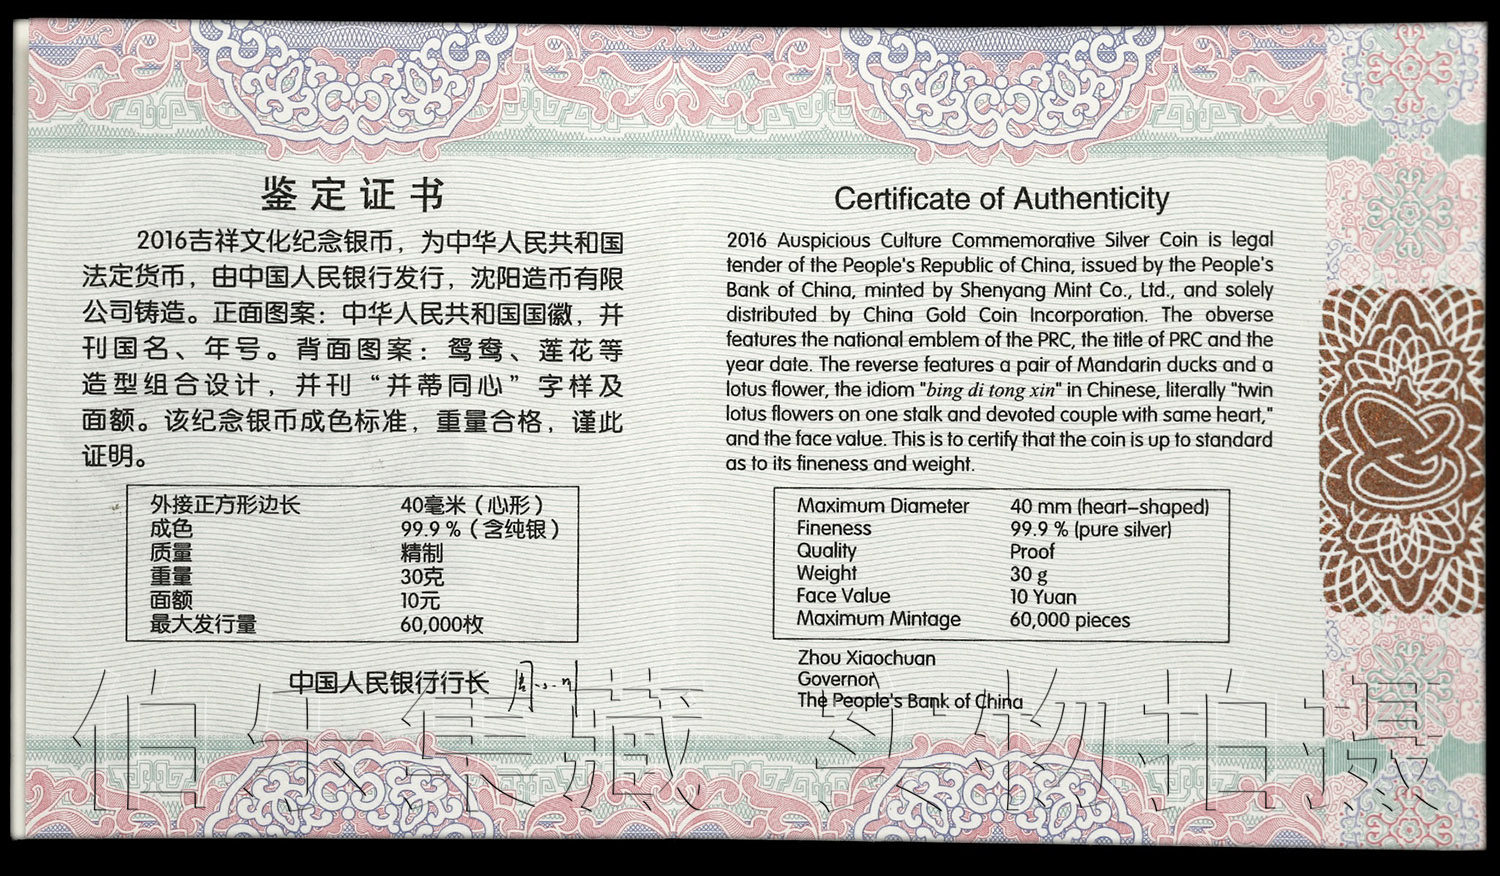 鉴定证书
2016吉祥文化纪念银币，为中华人民共和国
法定货币，由中国人民银行发行，沈阳造币有限
公司铸造。正面图案：中华人民共和国国徽，并
刊国名、年号。背面图案：鸳鸯、莲花等
造型组合设计，并刊“并蒂同心”字样及
面额。该纪念银币成色标准，重量合格，谨此
证明。
外接正方形边长 40毫米（心形）
成色 99.9％（含纯银）
质量 精制
重量 30克
面额 10元
最大发行量 60,000枚
中国人民银行行长
Certificate of Authenticity
2016 Auspicious Culture Commemorative Silver Coin is legal
tender of the People's Republic of China, issued by the People's
Bank of China, minted by Shenyang Mint Co., Ltd., and solely
distributed by China Gold Coin Incorporation. The obverse
features the national emblem of the PRC, the title of PRC and the
year date. The reverse features a pair of Mandarin ducks and a
lotus flower, the idiom "bing di tong xin" in Chinese, literally "twin
lotus flowers on one stalk and devoted couple with same heart,"
and the face value. This is to certify that the coin is up to standard
as to its fineness and weight.
Maximum Diameter 40 mm (heart-shaped)
Fineness 99.9 % (pure silver)
Quality Proof
Weight 30 g
Face Value 10 Yuan
Maximum Mintage 60,000 pieces
Zhou Xiaochuan
Governor
The People's Bank of China
实物拍摄